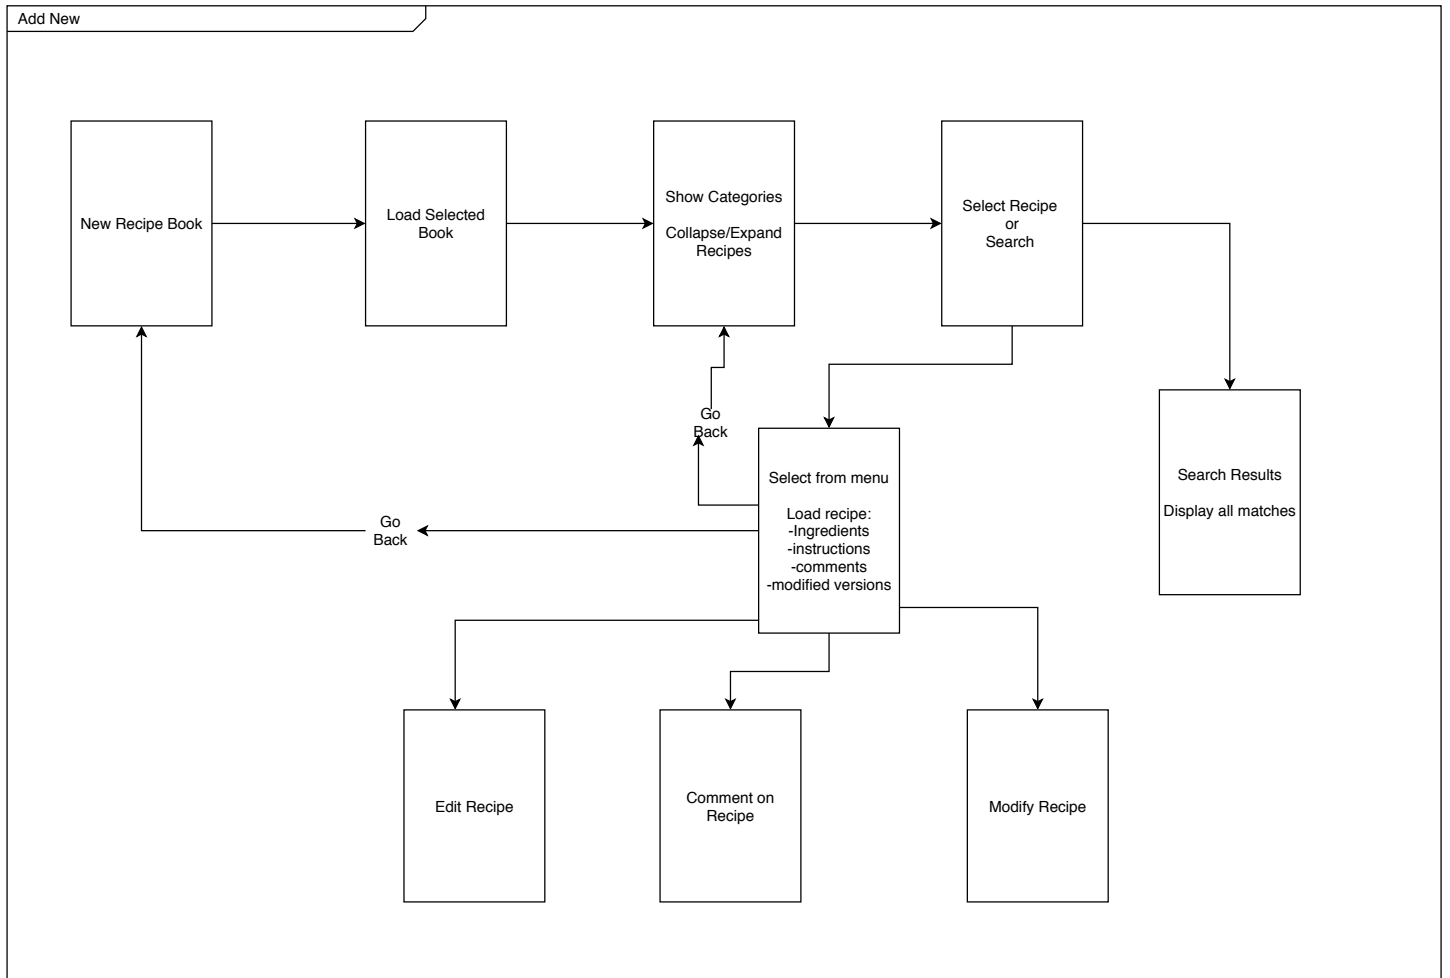 Add New
New Recipe Book
Load Selected
Book
Show Categories
Collapse/Expand
Recipes
Select Recipe
or
Search
Go
Back
Select from menu
Load recipe:
-Ingredients
-instructions
-comments
-modified versions
Search Results
Display all matches
Go
Back
Edit Recipe
Comment on
Recipe
Modify Recipe